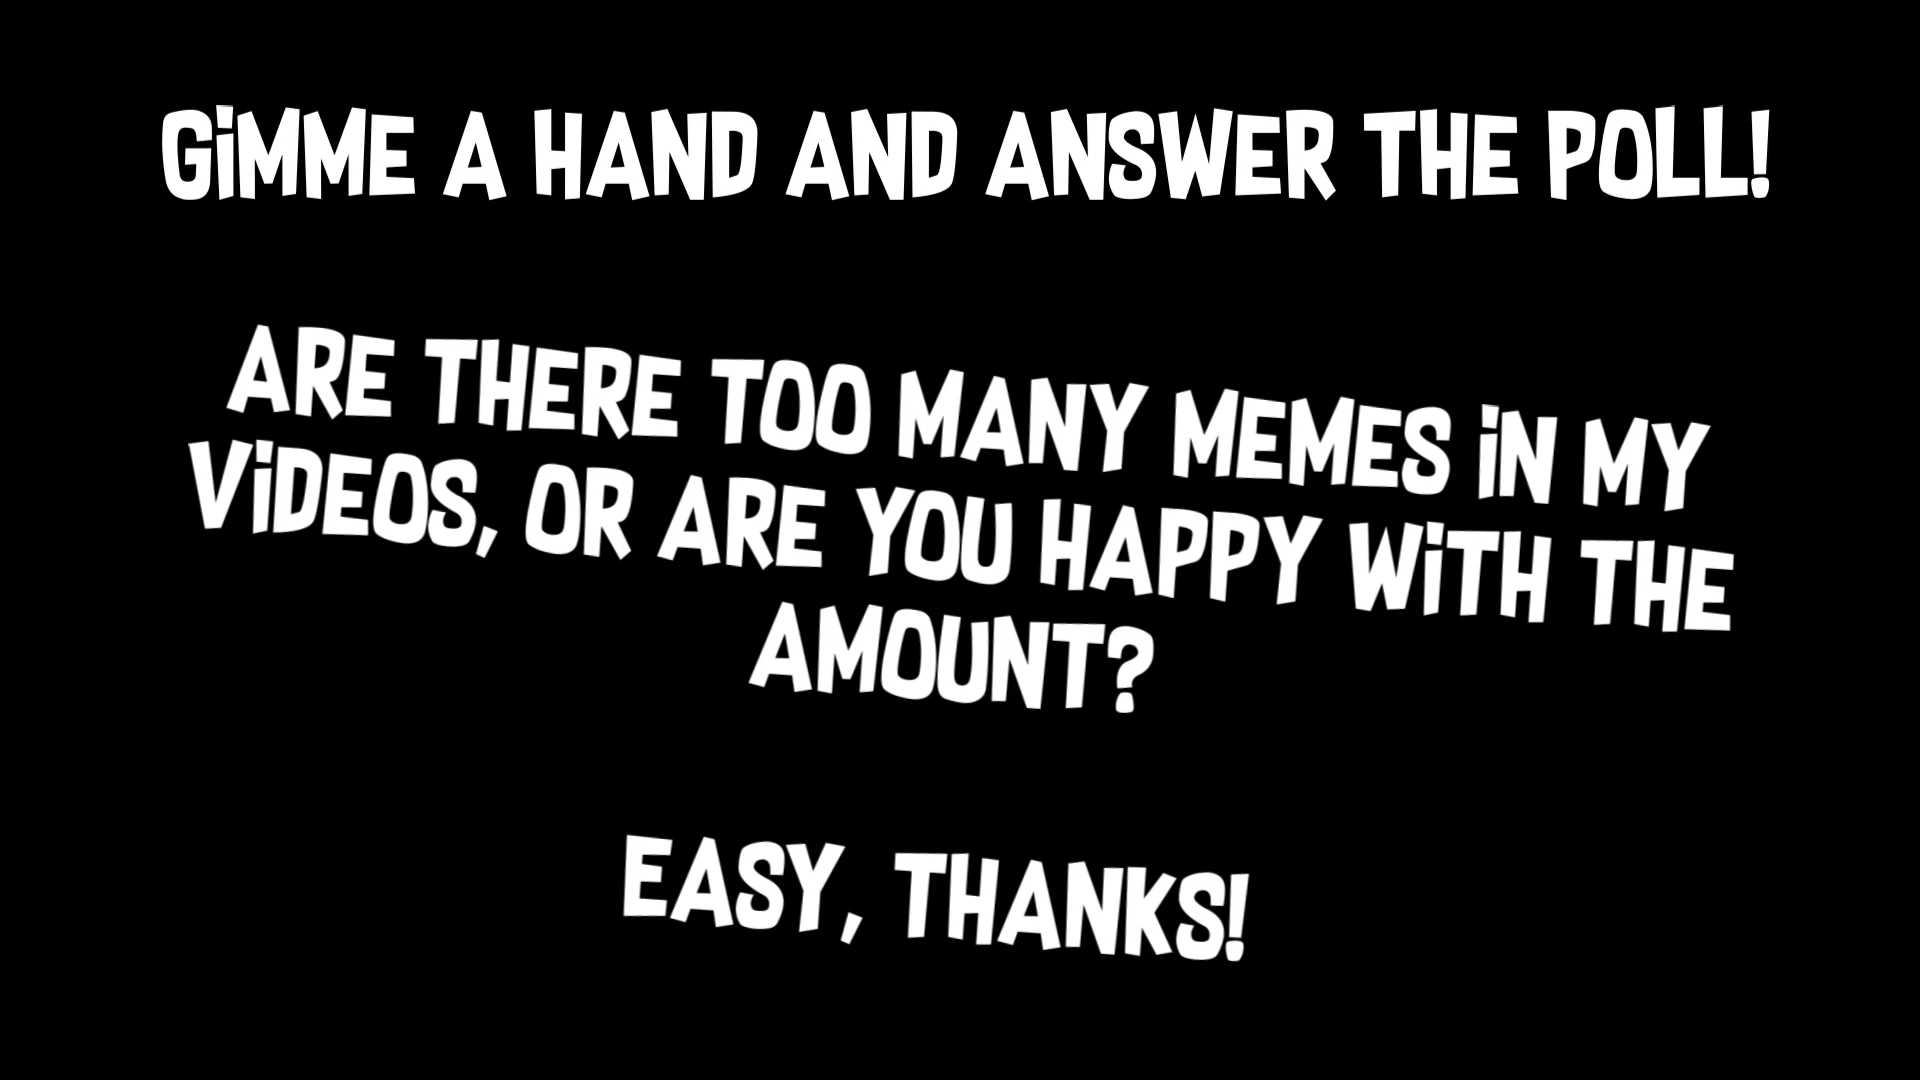 GiMME A HAND AND ANSWER THE POLL!
ARE THERE TOO MANY MEMES iN MY
ViDEOS, OR ARE YOU HAPPY WiTH THE
AMOUNT?
EASY, THANKS!